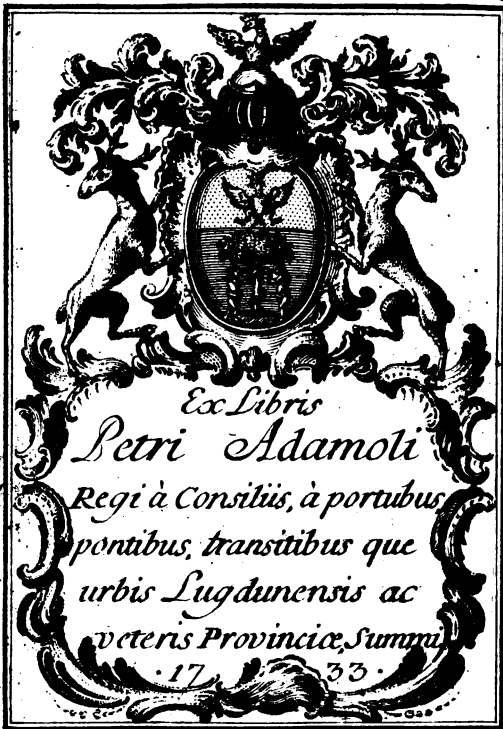 Ex Libris
Petri Adamoli
Regi à Consiliis, à portubus
pontibus, transitibus que
urbis Lugdunensis ac
veteris Provinciæ, Summi
·17 33·